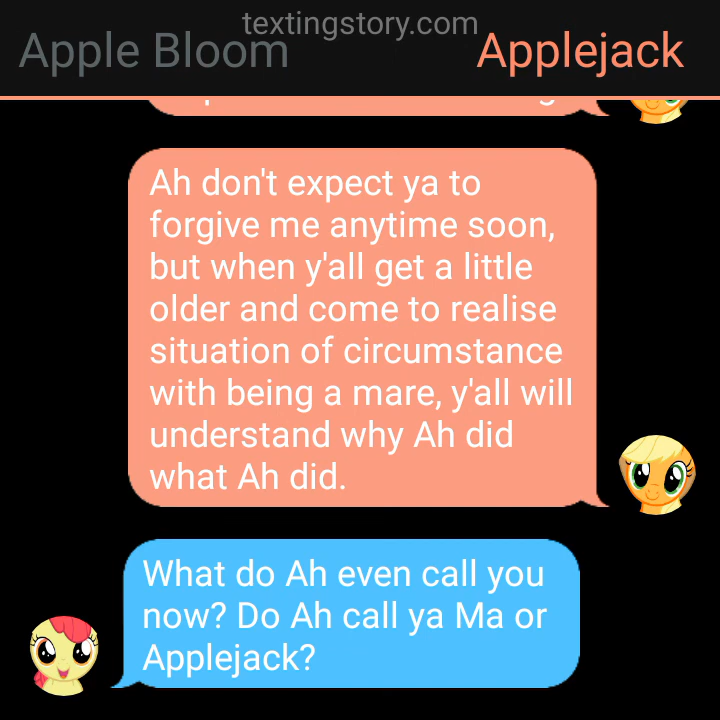 textingstory.com
Apple Bloom
Applejack
Ah don't expect ya to
forgive me anytime soon,
but when y'all get a little
older and come to realise
situation of circumstance
with being a mare, y'all will
understand why Ah did
what Ah did.
What do Ah even call you
now? Do Ah call ya Ma or
Applejack?